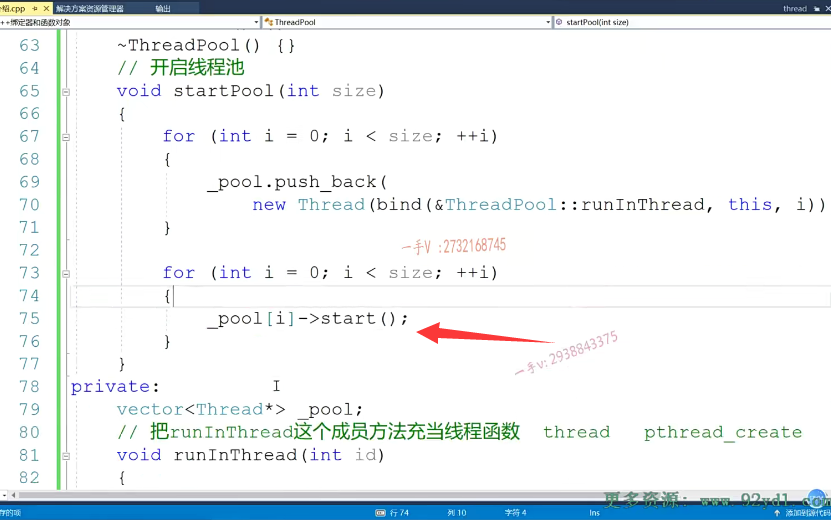 绍.cpp 解决方案资源管理器 输出 thread
++绑定器和函数对象 ThreadPool startPool(int size)
63 ~ThreadPool() {}
64 // 开启线程池
65 void startPool(int size)
66 {
67 for (int i = 0; i < size; ++i)
68 {
69 _pool.push_back(
70 new Thread(bind(&ThreadPool::runInThread, this, i))
71 }
72
一手V :2732168745
73 for (int i = 0; i < size; ++i)
74 {
75 _pool[i]->start();
76 }
一手v:2938843375
77 }
78 private:
79 vector<Thread*> _pool;
80 // 把runInThread这个成员方法充当线程函数 thread pthread_create
81 void runInThread(int id)
82 {
更多资源：www.92yd1.com
存的项 行 74 列 10 字符 4 Ins 添加到源代码